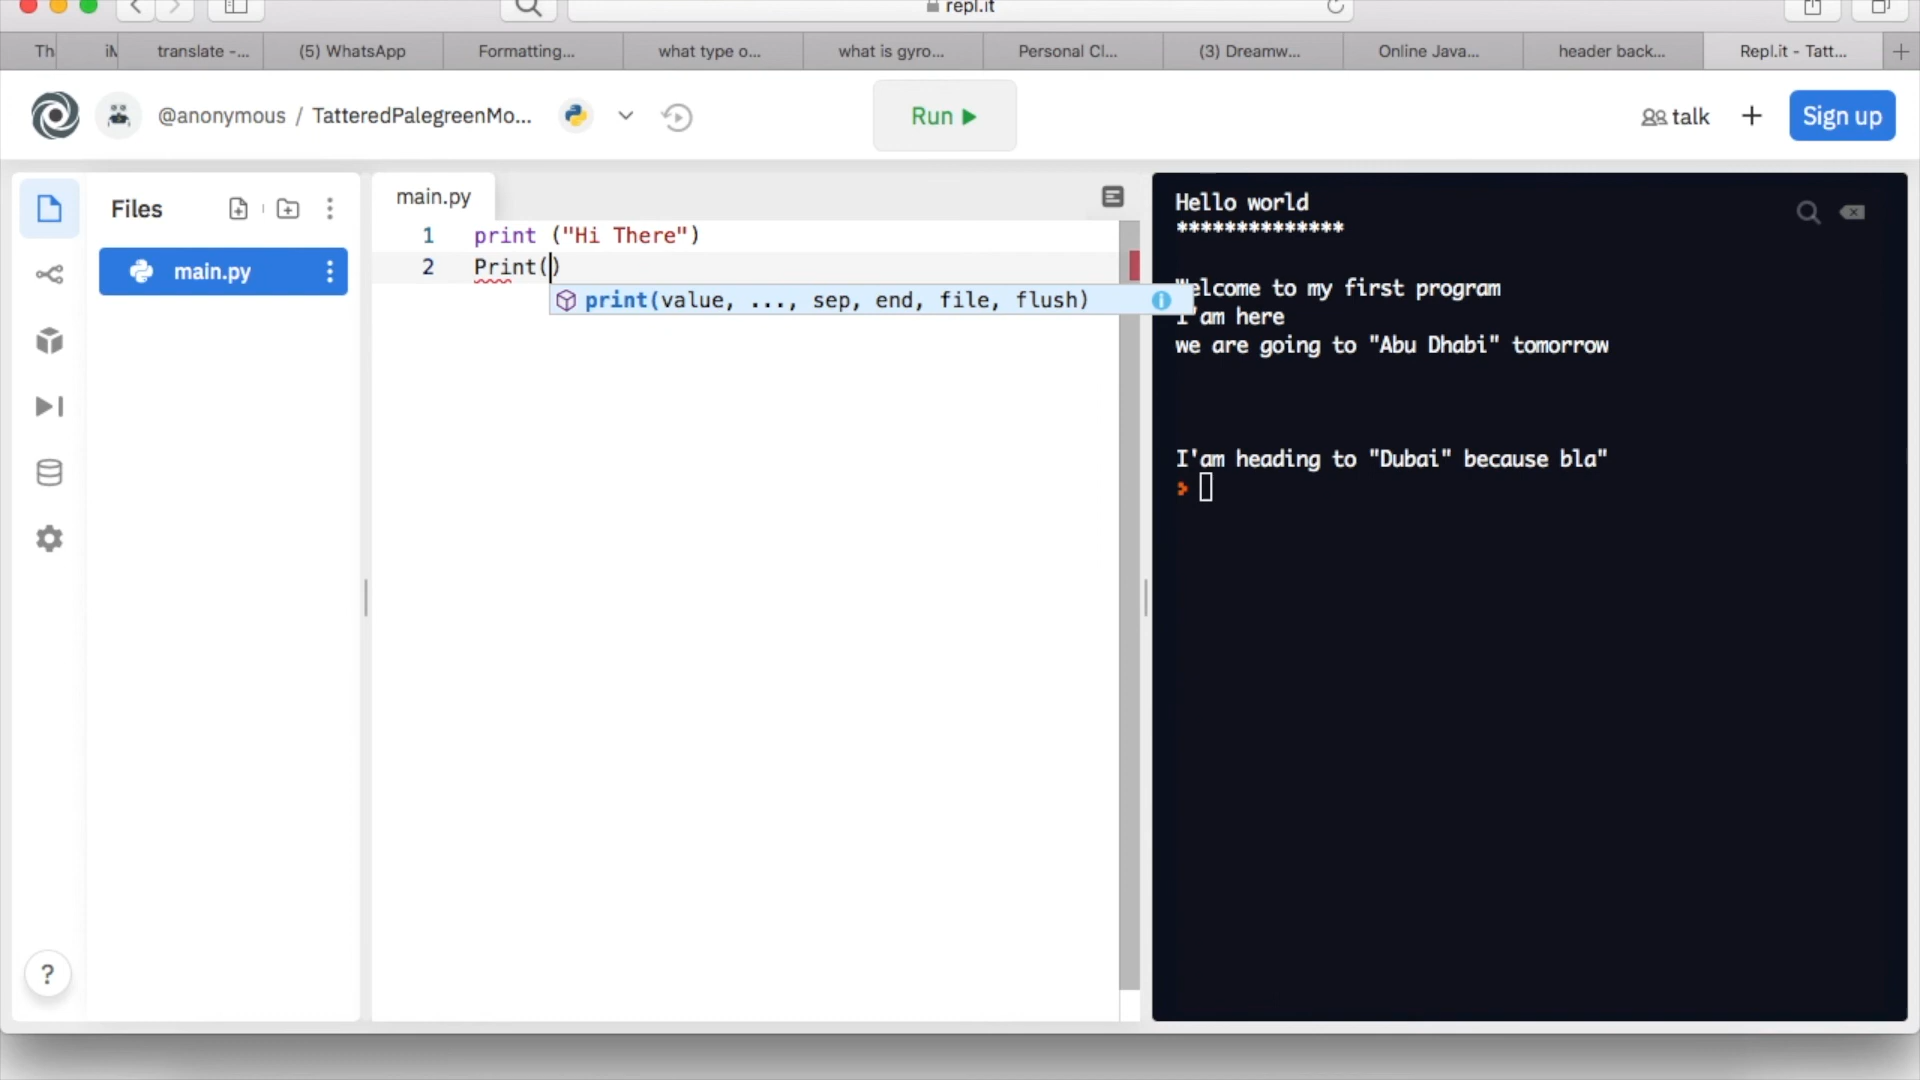 repl.it
Th
iM
translate -...
(5) WhatsApp
Formatting...
what type o...
what is gyro...
Personal Cl...
(3) Dreamw...
Online Java...
header back...
Repl.it - Tatt...
@anonymous / TatteredPalegreenMo...
Run
talk
Sign up
Files
main.py
main.py
1 print ("Hi There")
2 Print()
print(value, ..., sep, end, file, flush)
Hello world
**************
Welcome to my first program
I'am here
we are going to "Abu Dhabi" tomorrow
I'am heading to "Dubai" because bla"
?